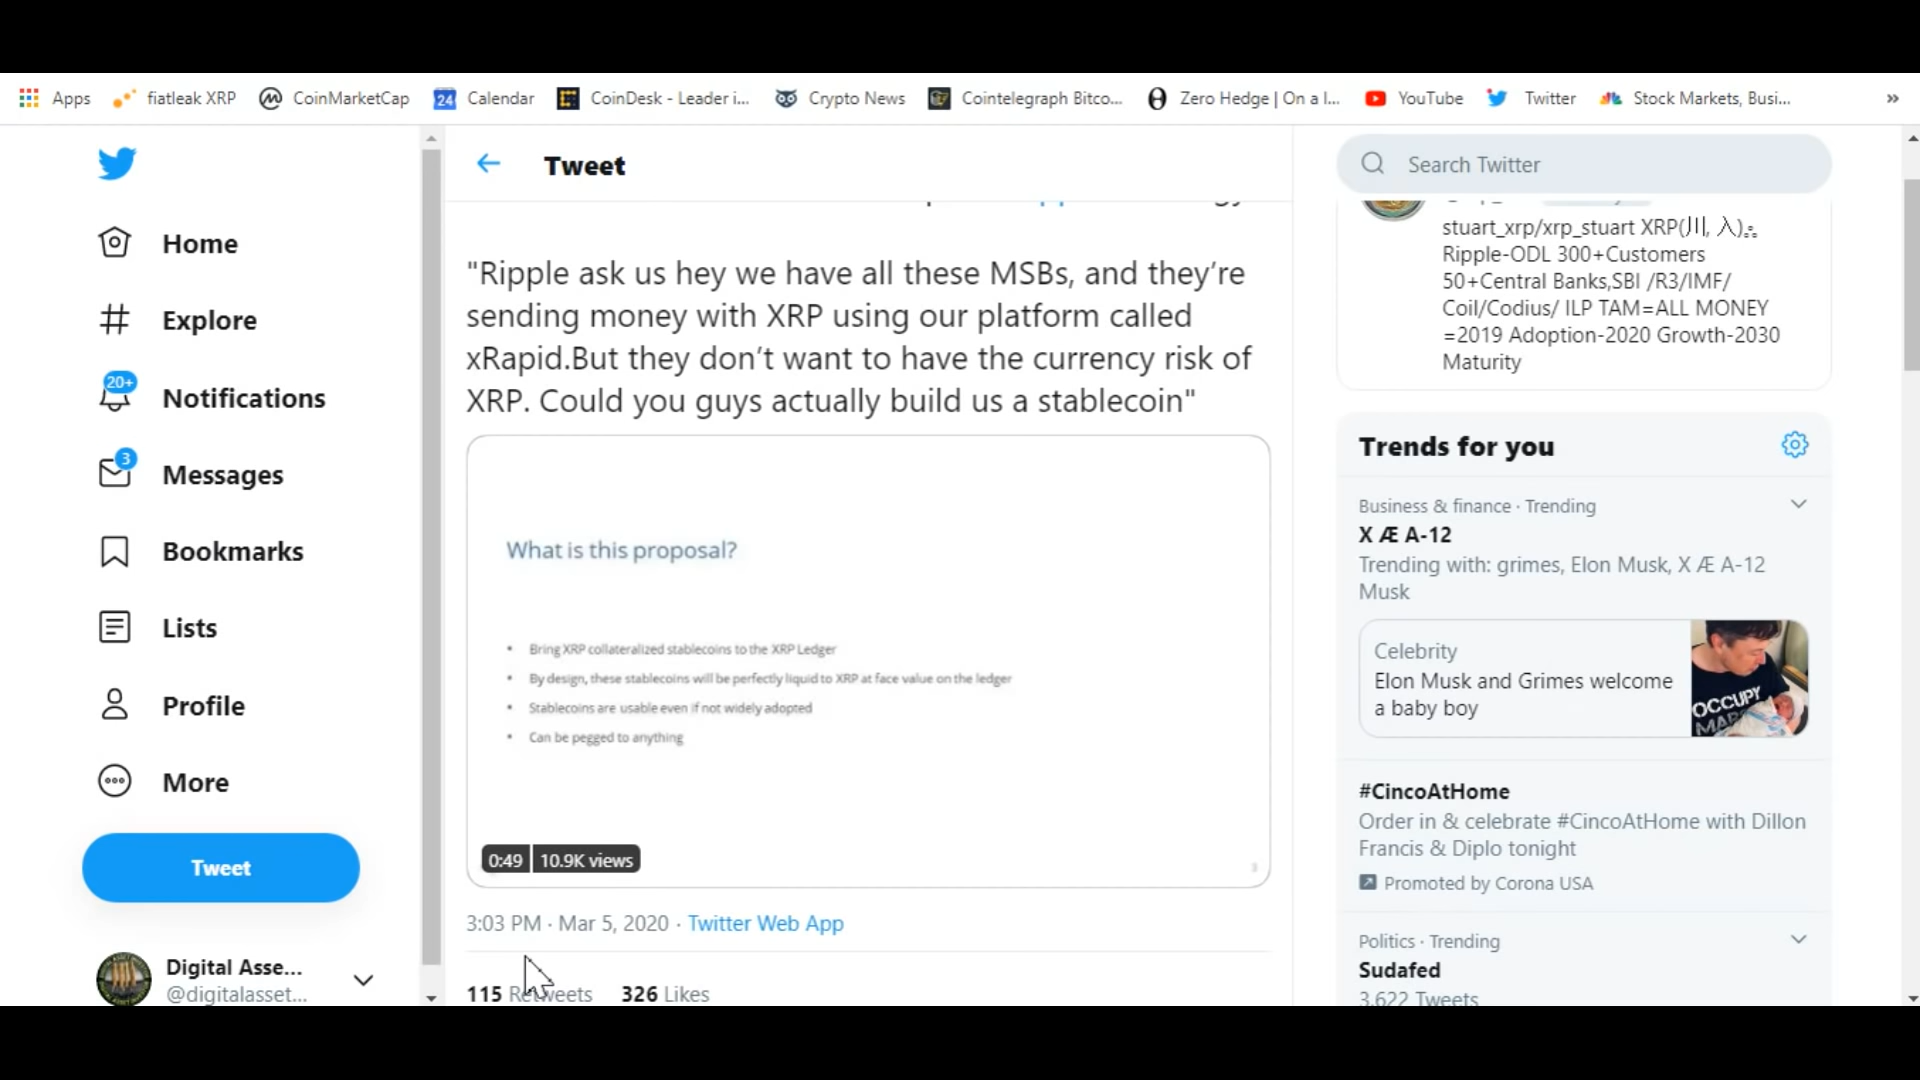 Apps fiatleak XRP CoinMarketCap 24 Calendar CoinDesk - Leader i... Crypto News Cointelegraph Bitco... Zero Hedge | On a l... YouTube Twitter Stock Markets, Busi... »
Tweet
Search Twitter
Home
Explore
20+
Notifications
3
Messages
Bookmarks
Lists
Profile
More
Tweet
Digital Asse...
@digitalasset...
"Ripple ask us hey we have all these MSBs, and they're
sending money with XRP using our platform called
xRapid.But they don't want to have the currency risk of
XRP. Could you guys actually build us a stablecoin"
What is this proposal?
• Bring XRP collateralized stablecoins to the XRP Ledger
• By design, these stablecoins will be perfectly liquid to XRP at face value on the ledger
• Stablecoins are usable even if not widely adopted
• Can be pegged to anything
0:49 10.9K views
3:03 PM · Mar 5, 2020 · Twitter Web App
115 Retweets 326 Likes
stuart_xrp/xrp_stuart XRP(川, 入)
Ripple-ODL 300+Customers
50+Central Banks,SBI /R3/IMF/
Coil/Codius/ ILP TAM=ALL MONEY
=2019 Adoption-2020 Growth-2030
Maturity
Trends for you
Business & finance · Trending
X Æ A-12
Trending with: grimes, Elon Musk, X Æ A-12
Musk
Celebrity
Elon Musk and Grimes welcome
a baby boy
OCCUPY
MARS
#CincoAtHome
Order in & celebrate #CincoAtHome with Dillon
Francis & Diplo tonight
Promoted by Corona USA
Politics · Trending
Sudafed
3,622 Tweets